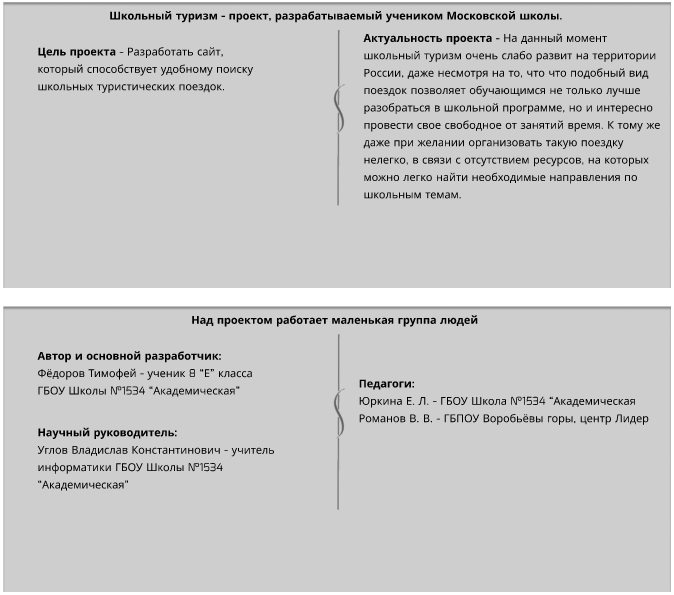 Школьный туризм - проект, разрабатываемый учеником Московской школы.
Цель проекта - Разработать сайт,
который способствует удобному поиску
школьных туристических поездок.
Актуальность проекта - На данный момент
школьный туризм очень слабо развит на территории
России, даже несмотря на то, что что подобный вид
поездок позволяет обучающимся не только лучше
разобраться в школьной программе, но и интересно
провести свое свободное от занятий время. К тому же
даже при желании организовать такую поездку
нелегко, в связи с отсутствием ресурсов, на которых
можно легко найти необходимые направления по
школьным темам.
Над проектом работает маленькая группа людей
Автор и основной разработчик:
Фёдоров Тимофей - ученик 8 "Е" класса
ГБОУ Школы №1534 "Академическая"
Научный руководитель:
Углов Владислав Константинович - учитель
информатики ГБОУ Школы №1534
"Академическая"
Педагоги:
Юркина Е. Л. - ГБОУ Школа №1534 "Академическая
Романов В. В. - ГБПОУ Воробьёвы горы, центр Лидер